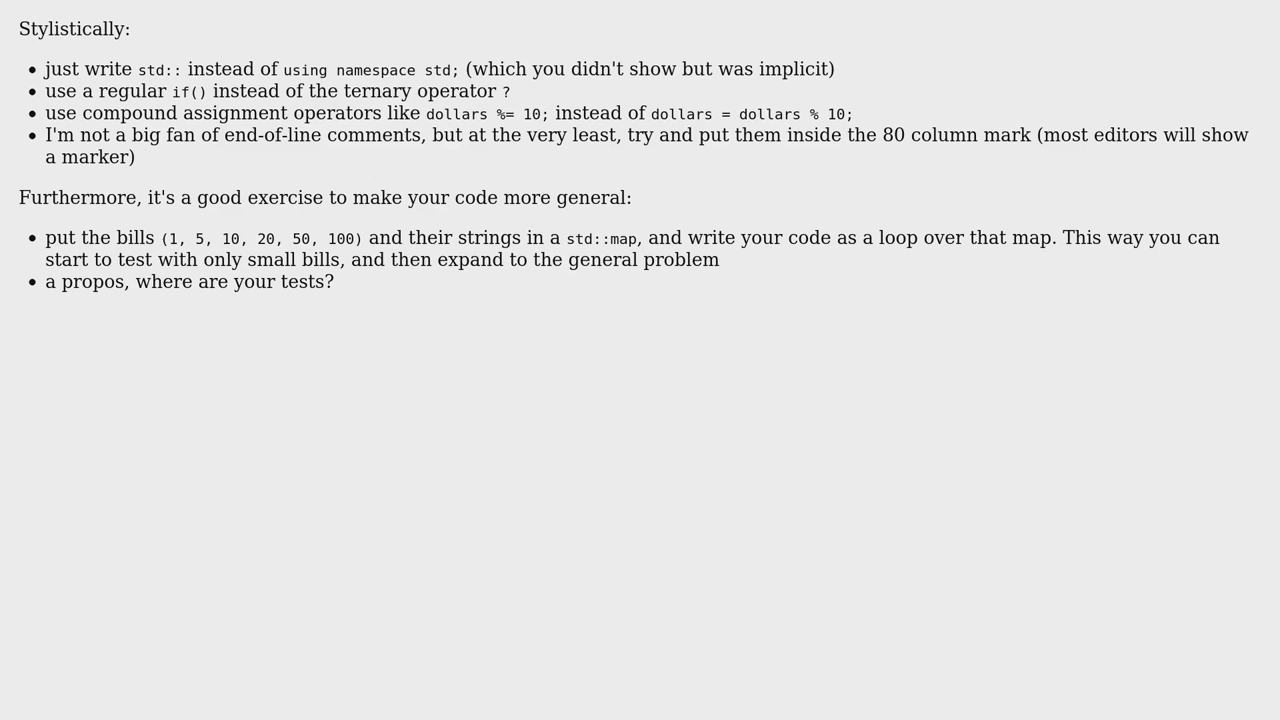 Stylistically:
• just write std:: instead of using namespace std; (which you didn't show but was implicit)
• use a regular if() instead of the ternary operator ?
• use compound assignment operators like dollars %= 10; instead of dollars = dollars % 10;
• I'm not a big fan of end-of-line comments, but at the very least, try and put them inside the 80 column mark (most editors will show
a marker)
Furthermore, it's a good exercise to make your code more general:
• put the bills (1, 5, 10, 20, 50, 100) and their strings in a std::map, and write your code as a loop over that map. This way you can
start to test with only small bills, and then expand to the general problem
• a propos, where are your tests?